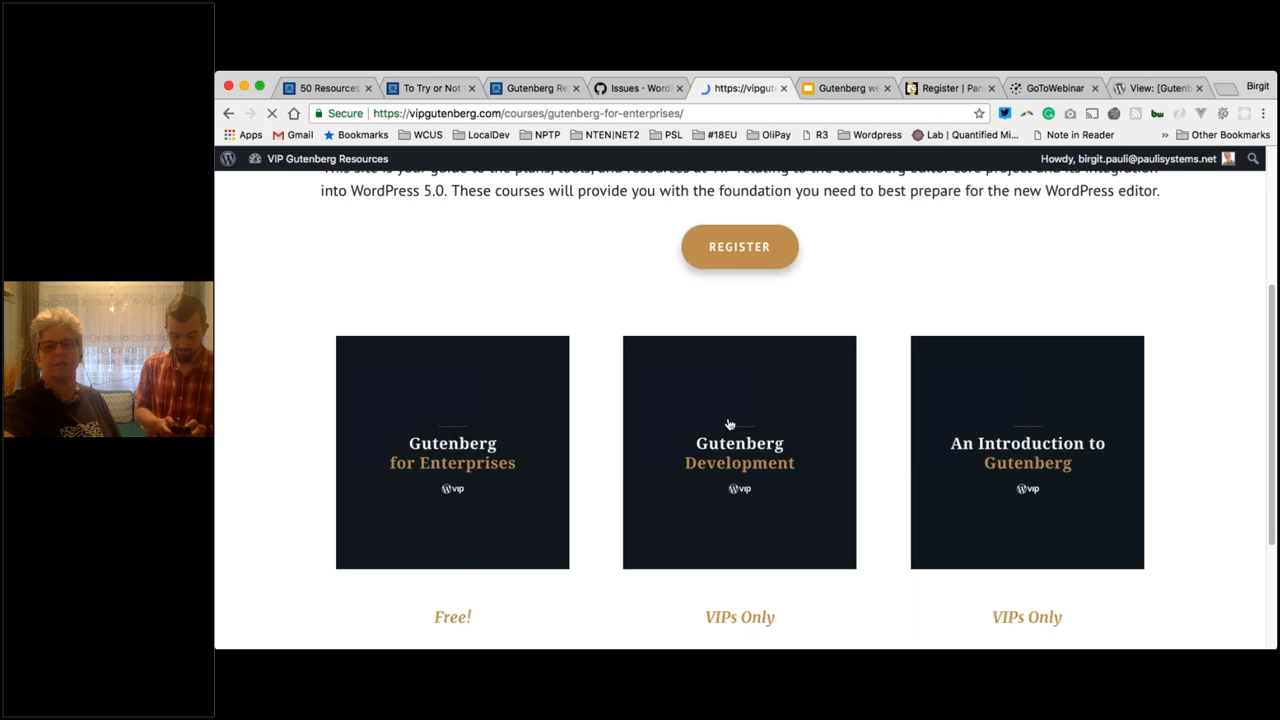 50 Resources
To Try or Not
Gutenberg Re
Issues · Word
https://vipgut
Gutenberg we
Register | Par
GoToWebinar
View: [Gutenb
Birgit
Secure | https://vipgutenberg.com/courses/gutenberg-for-enterprises/
Apps Gmail Bookmarks WCUS LocalDev NPTP NTEN|NET2 PSL #18EU OliPay R3 Wordpress Lab | Quantified Mi... Note in Reader » Other Bookmarks
VIP Gutenberg Resources
Howdy, birgit.pauli@paulisystems.net
into WordPress 5.0. These courses will provide you with the foundation you need to best prepare for the new WordPress editor.
REGISTER
Gutenberg
for Enterprises
vip
Gutenberg
Development
vip
An Introduction to
Gutenberg
vip
Free!
VIPs Only
VIPs Only